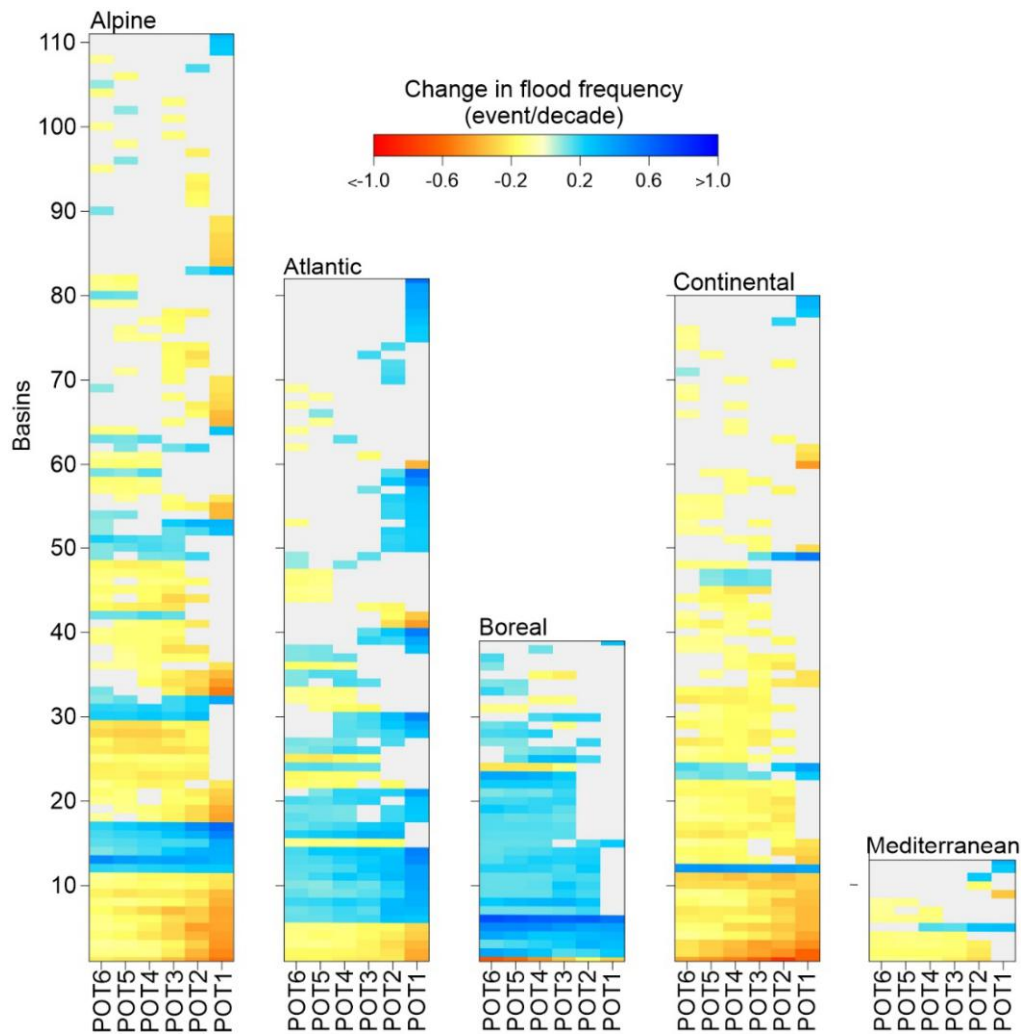 Alpine
110
100
90
80
70
60
50
40
30
20
10
Basins
Change in flood frequency
(event/decade)
<-1.0 -0.6 -0.2 0.2 0.6 >1.0
Atlantic
Continental
Boreal
Mediterranean
POT6 POT5 POT4 POT3 POT2 POT1
POT6 POT5 POT4 POT3 POT2 POT1
POT6 POT5 POT4 POT3 POT2 POT1
POT6 POT5 POT4 POT3 POT2 POT1
POT6 POT5 POT4 POT3 POT2 POT1